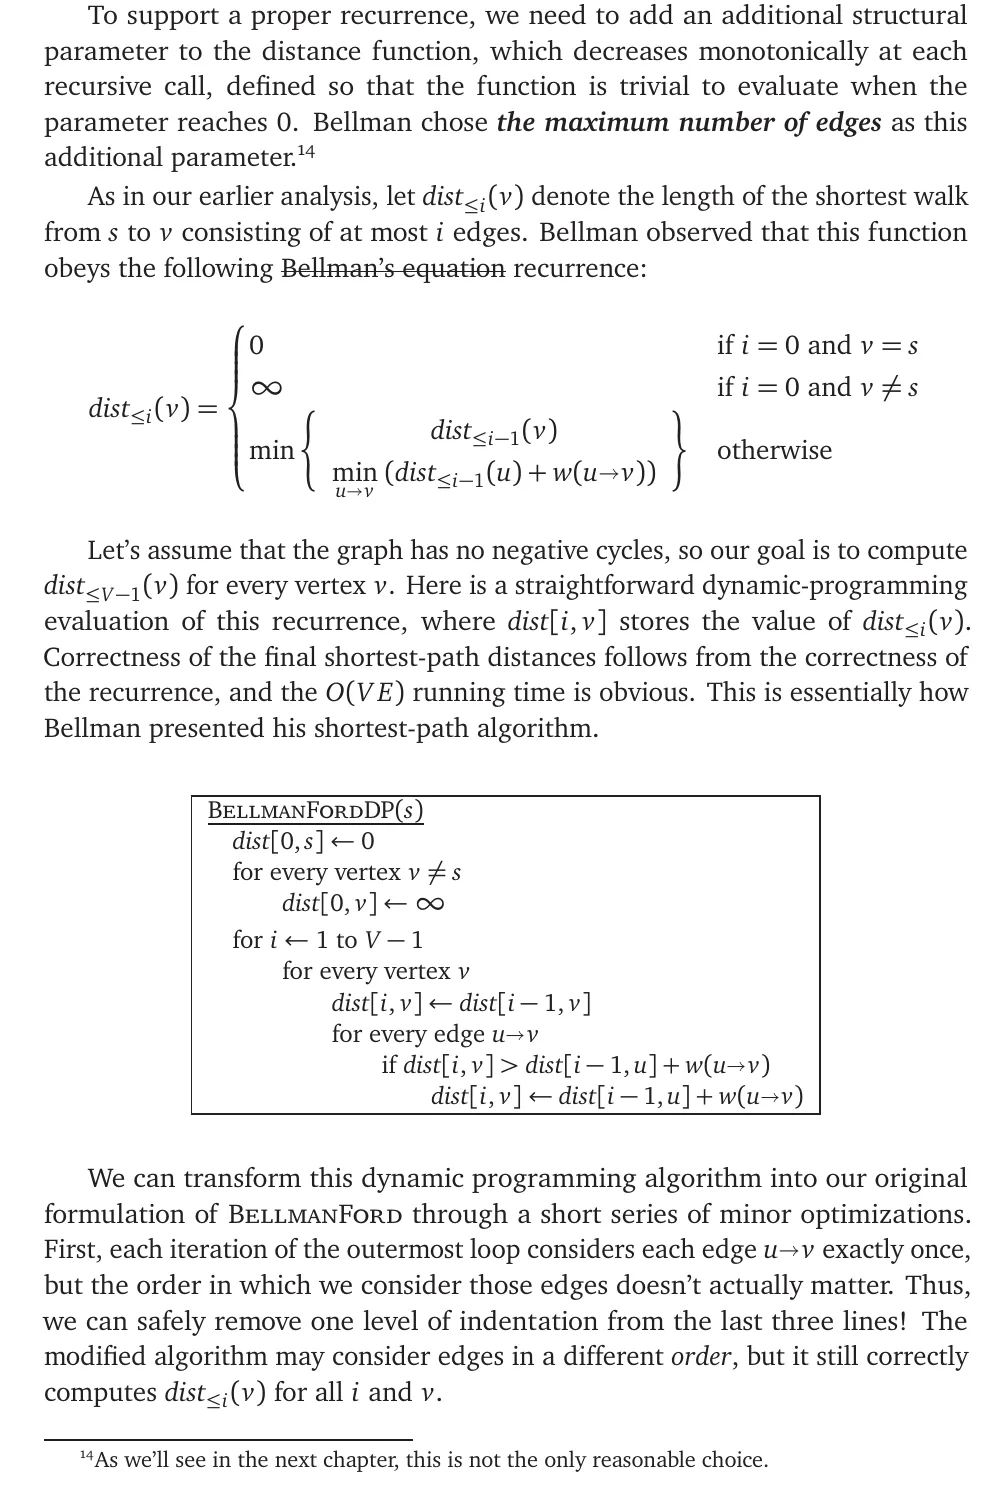 To support a proper recurrence, we need to add an additional structural
parameter to the distance function, which decreases monotonically at each
recursive call, defined so that the function is trivial to evaluate when the
parameter reaches 0. Bellman chose the maximum number of edges as this
additional parameter.¹⁴
As in our earlier analysis, let dist≤i(v) denote the length of the shortest walk
from s to v consisting of at most i edges. Bellman observed that this function
obeys the following Bellman's equation recurrence:
0 if i = 0 and v = s
∞ if i = 0 and v ≠ s
dist≤i(v) =
dist≤i−1(v)
min otherwise
min (dist≤i−1(u) + w(u→v))
u→v
Let's assume that the graph has no negative cycles, so our goal is to compute
dist≤V−1(v) for every vertex v. Here is a straightforward dynamic-programming
evaluation of this recurrence, where dist[i, v] stores the value of dist≤i(v).
Correctness of the final shortest-path distances follows from the correctness of
the recurrence, and the O(VE) running time is obvious. This is essentially how
Bellman presented his shortest-path algorithm.
BellmanFordDP(s)
dist[0, s] ← 0
for every vertex v ≠ s
dist[0, v] ← ∞
for i ← 1 to V − 1
for every vertex v
dist[i, v] ← dist[i − 1, v]
for every edge u→v
if dist[i, v] > dist[i − 1, u] + w(u→v)
dist[i, v] ← dist[i − 1, u] + w(u→v)
We can transform this dynamic programming algorithm into our original
formulation of BellmanFord through a short series of minor optimizations.
First, each iteration of the outermost loop considers each edge u→v exactly once,
but the order in which we consider those edges doesn't actually matter. Thus,
we can safely remove one level of indentation from the last three lines! The
modified algorithm may consider edges in a different order, but it still correctly
computes dist≤i(v) for all i and v.
¹⁴As we'll see in the next chapter, this is not the only reasonable choice.